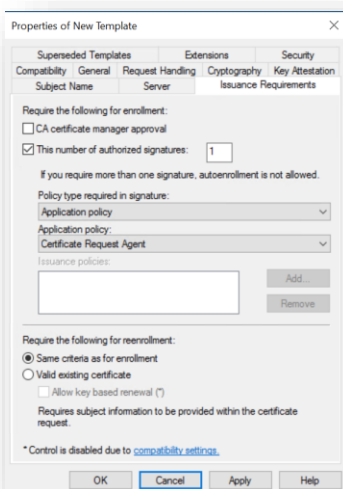 Properties of New Template
Superseded Templates Extensions Security
Compatibility General Request Handling Cryptography Key Attestation
Subject Name Server Issuance Requirements
Require the following for enrollment:
CA certificate manager approval
This number of authorized signatures: 1
If you require more than one signature, autoenrollment is not allowed.
Policy type required in signature:
Application policy
Application policy:
Certificate Request Agent
Issuance policies:
Add...
Remove
Require the following for reenrollment:
Same criteria as for enrollment
Valid existing certificate
Allow key based renewal (*)
Requires subject information to be provided within the certificate
request.
* Control is disabled due to compatibility settings.
OK Cancel Apply Help